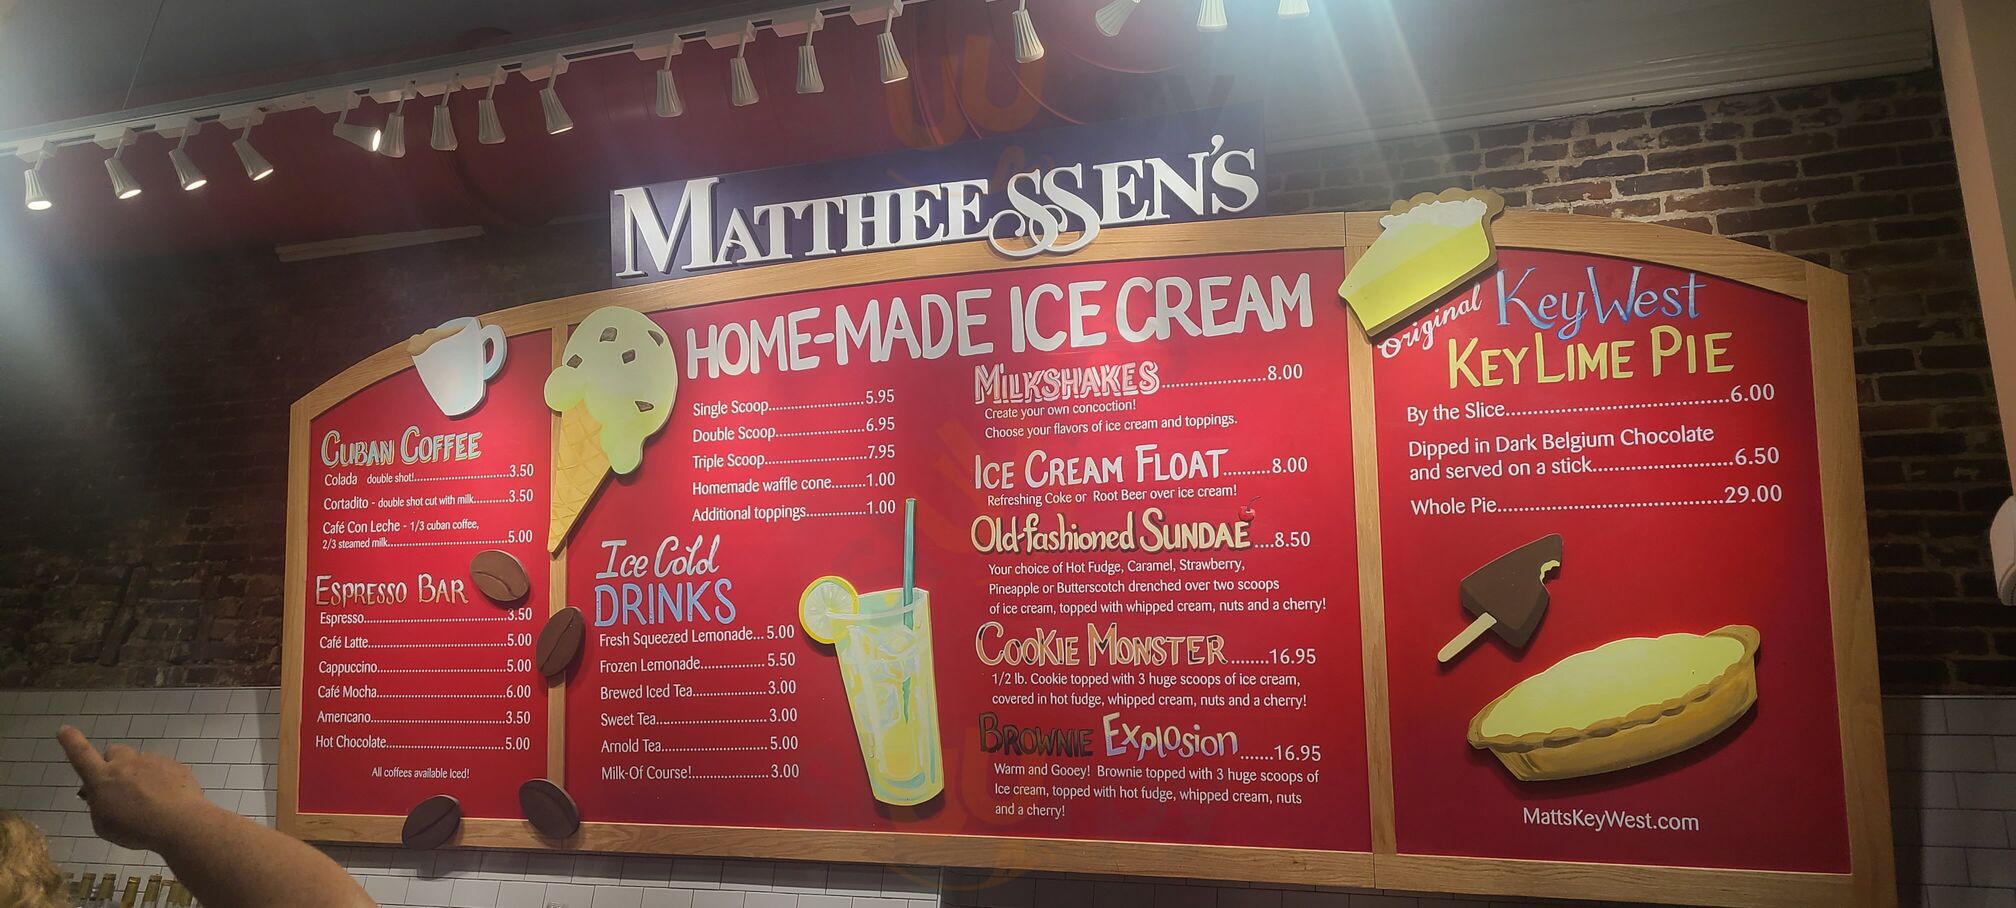 MATTHEESSEN'S
CUBAN COFFEE
Colada double shot!....................3.50
Cortadito - double shot cut with milk.........3.50
Café Con Leche - 1/3 cuban coffee,
2/3 steamed milk..............................5.00
ESPRESSO BAR
Espresso....................................3.50
Café Latte...................................5.00
Cappuccino................................5.00
Café Mocha................................6.00
Americano..................................3.50
Hot Chocolate.............................5.00
All coffees available Iced!
HOME-MADE ICE CREAM
Single Scoop........................5.95
Double Scoop......................6.95
Triple Scoop.........................7.95
Homemade waffle cone.........1.00
Additional toppings...............1.00
Ice Cold
DRINKS
Fresh Squeezed Lemonade... 5.00
Frozen Lemonade............... 5.50
Brewed Iced Tea................. 3.00
Sweet Tea......................... 3.00
Arnold Tea......................... 5.00
Milk-Of Course!.................. 3.00
MILKSHAKES......................8.00
Create your own concoction!
Choose your flavors of ice cream and toppings.
ICE CREAM FLOAT..........8.00
Refreshing Coke or Root Beer over ice cream!
Old-fashioned SUNDAE....8.50
Your choice of Hot Fudge, Caramel, Strawberry,
Pineapple or Butterscotch drenched over two scoops
of ice cream, topped with whipped cream, nuts and a cherry!
COOKIE MONSTER.......16.95
1/2 lb. Cookie topped with 3 huge scoops of ice cream,
covered in hot fudge, whipped cream, nuts and a cherry!
BROWNIE Explosion.......16.95
Warm and Gooey! Brownie topped with 3 huge scoops of
Ice cream, topped with hot fudge, whipped cream, nuts
and a cherry!
Original Key West
KEY LIME PIE
By the Slice.......................................6.00
Dipped in Dark Belgium Chocolate
and served on a stick........................6.50
Whole Pie.......................................29.00
MattsKeyWest.com